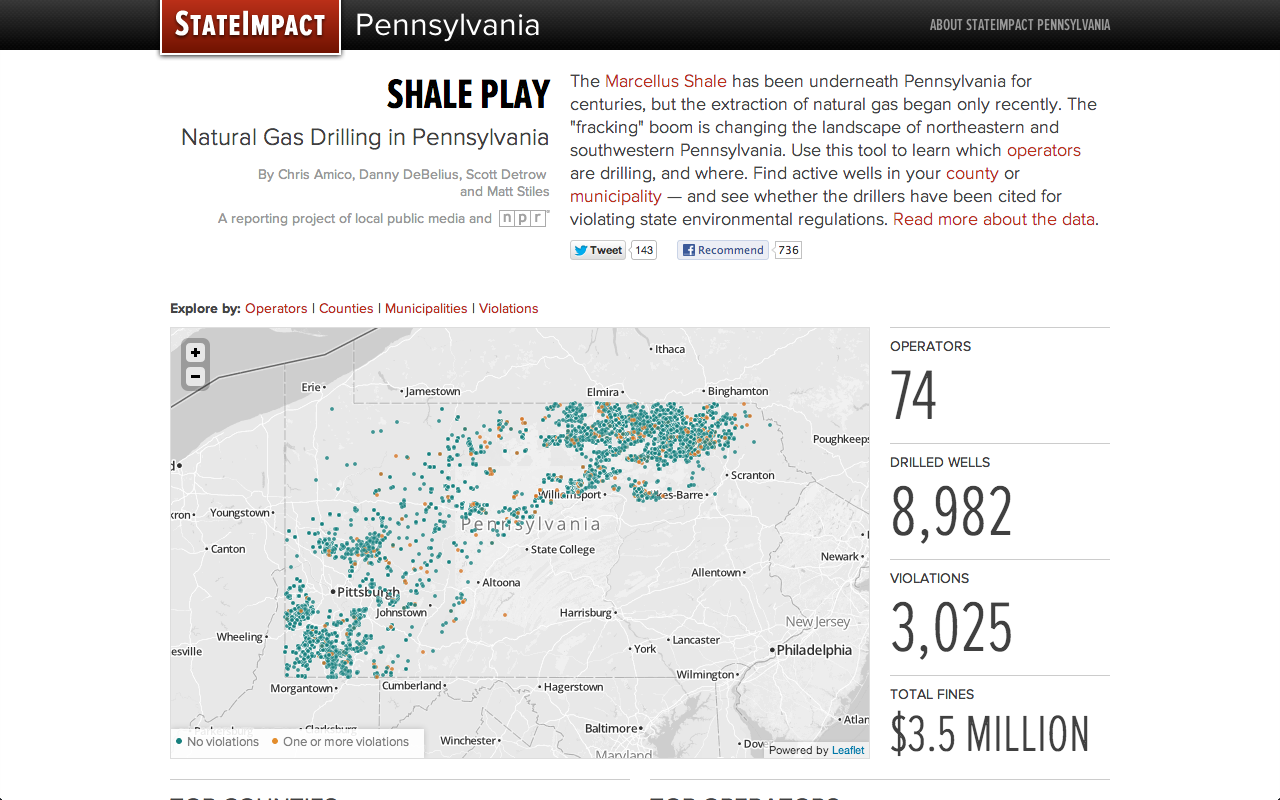 STATEIMPACT Pennsylvania
ABOUT STATEIMPACT PENNSYLVANIA
SHALE PLAY
Natural Gas Drilling in Pennsylvania
By Chris Amico, Danny DeBelius, Scott Detrow
and Matt Stiles
A reporting project of local public media and npr
The Marcellus Shale has been underneath Pennsylvania for
centuries, but the extraction of natural gas began only recently. The
"fracking" boom is changing the landscape of northeastern and
southwestern Pennsylvania. Use this tool to learn which operators
are drilling, and where. Find active wells in your county or
municipality — and see whether the drillers have been cited for
violating state environmental regulations. Read more about the data.
Tweet 143 Recommend 736
Explore by: Operators | Counties | Municipalities | Violations
+
−
Ithaca
Erie
Jamestown
Elmira
Binghamton
Poughkeeps
Scranton
Williamsport
kes-Barre
kron
Youngstown
Pennsylvania
Canton
State College
Newark
Allentown
Altoona
Pittsburgh
Johnstown
Harrisburg
New Jersey
Wheeling
Lancaster
esville
York
Philadelphia
Wilmington
Morgantown
Cumberland
Hagerstown
Atlan
Baltimore
Clarksburg
Winchester
Dove
Maryland
No violations
One or more violations
Powered by Leaflet
OPERATORS
74
DRILLED WELLS
8,982
VIOLATIONS
3,025
TOTAL FINES
$3.5 MILLION
TOP COUNTIES
TOP OPERATORS